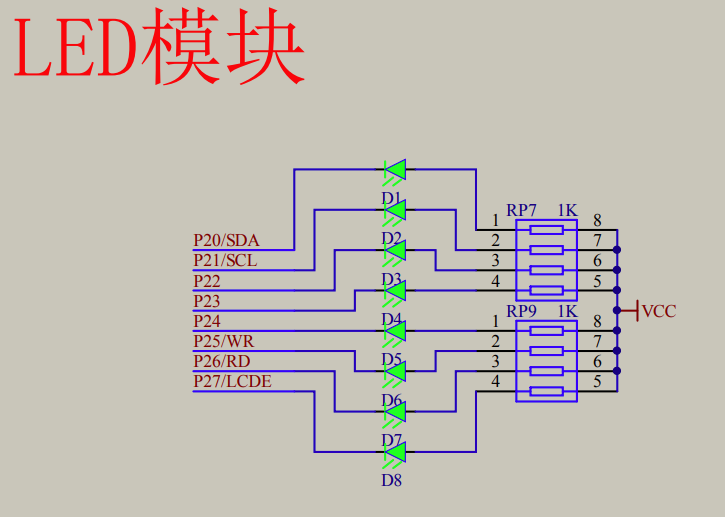 LED模块
D1
RP7 1K
1 8
P20/SDA D2 2 7
P21/SCL 3 6
P22 D3 4 5
P23 RP9 1K VCC
P24 D4 1 8
P25/WR D5 2 7
P26/RD 3 6
P27/LCDE D6 4 5
D7
D8